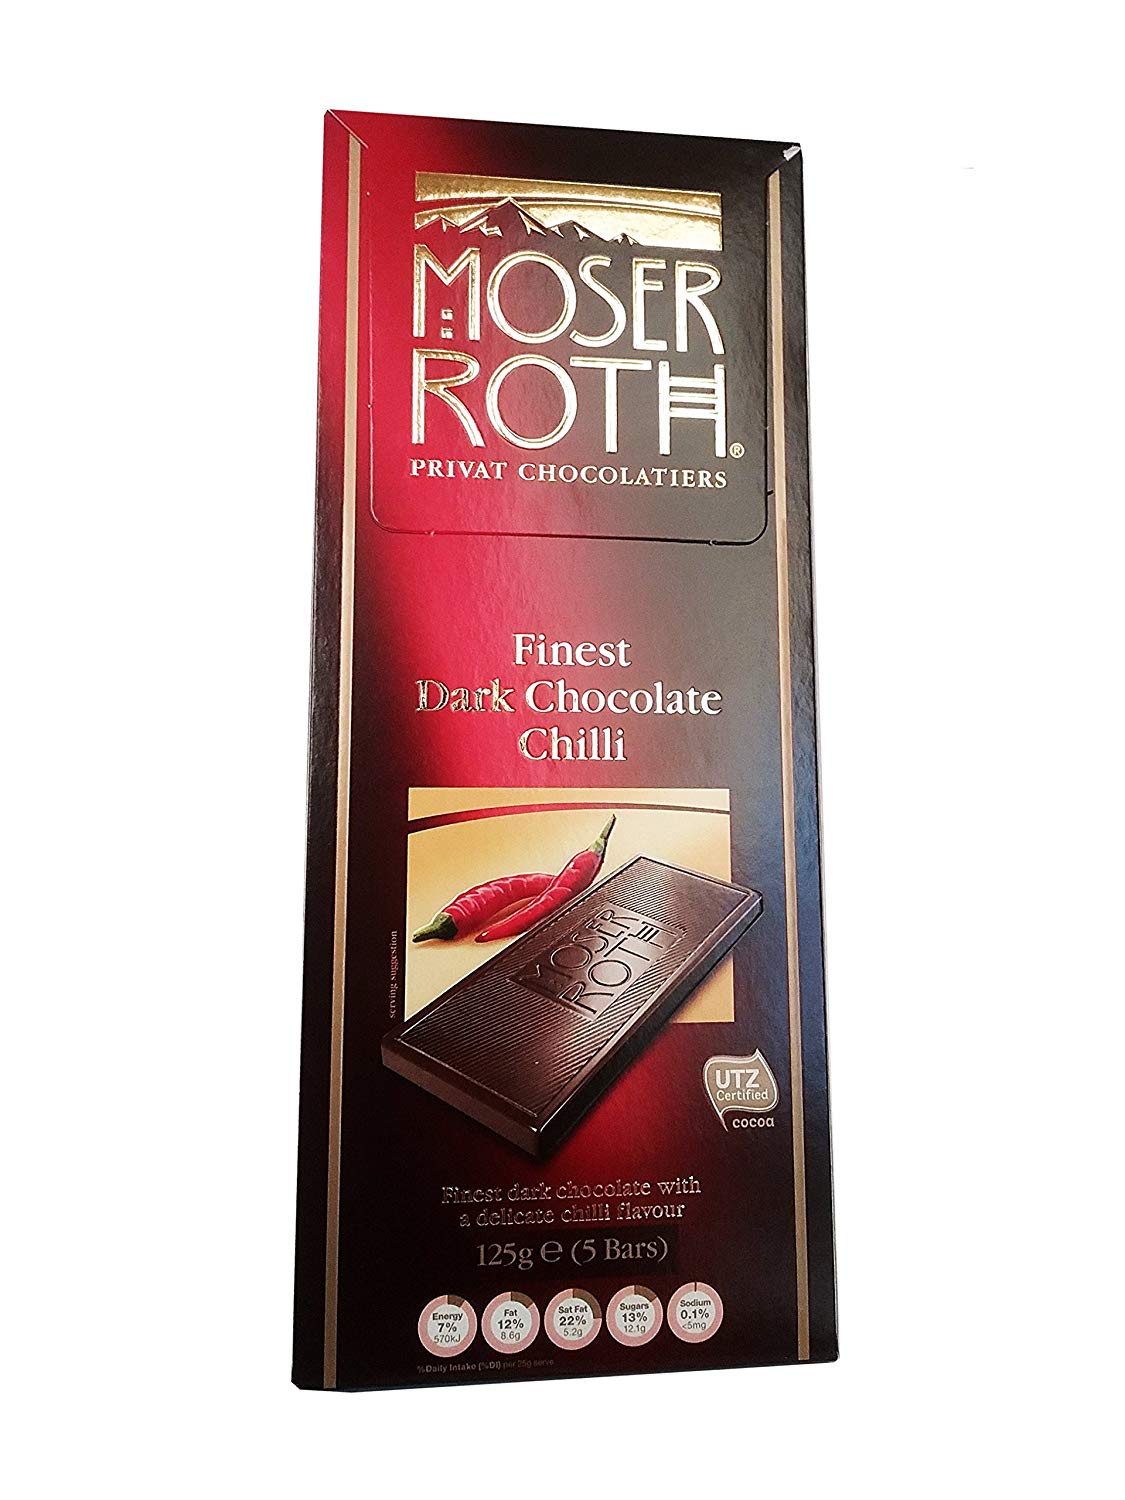 MOSER
ROTH®
PRIVAT CHOCOLATIERS
Finest
Dark Chocolate
Chilli
MOSER
ROTH
serving suggestion
UTZ
Certified
cocoa
Finest dark chocolate with
a delicate chilli flavour
125g ℮ (5 Bars)
Energy
7%
570kJ
Fat
12%
8.6g
Sat Fat
22%
5.2g
Sugars
13%
12.1g
Sodium
0.1%
<5mg
%Daily Intake (%DI) per 25g serve